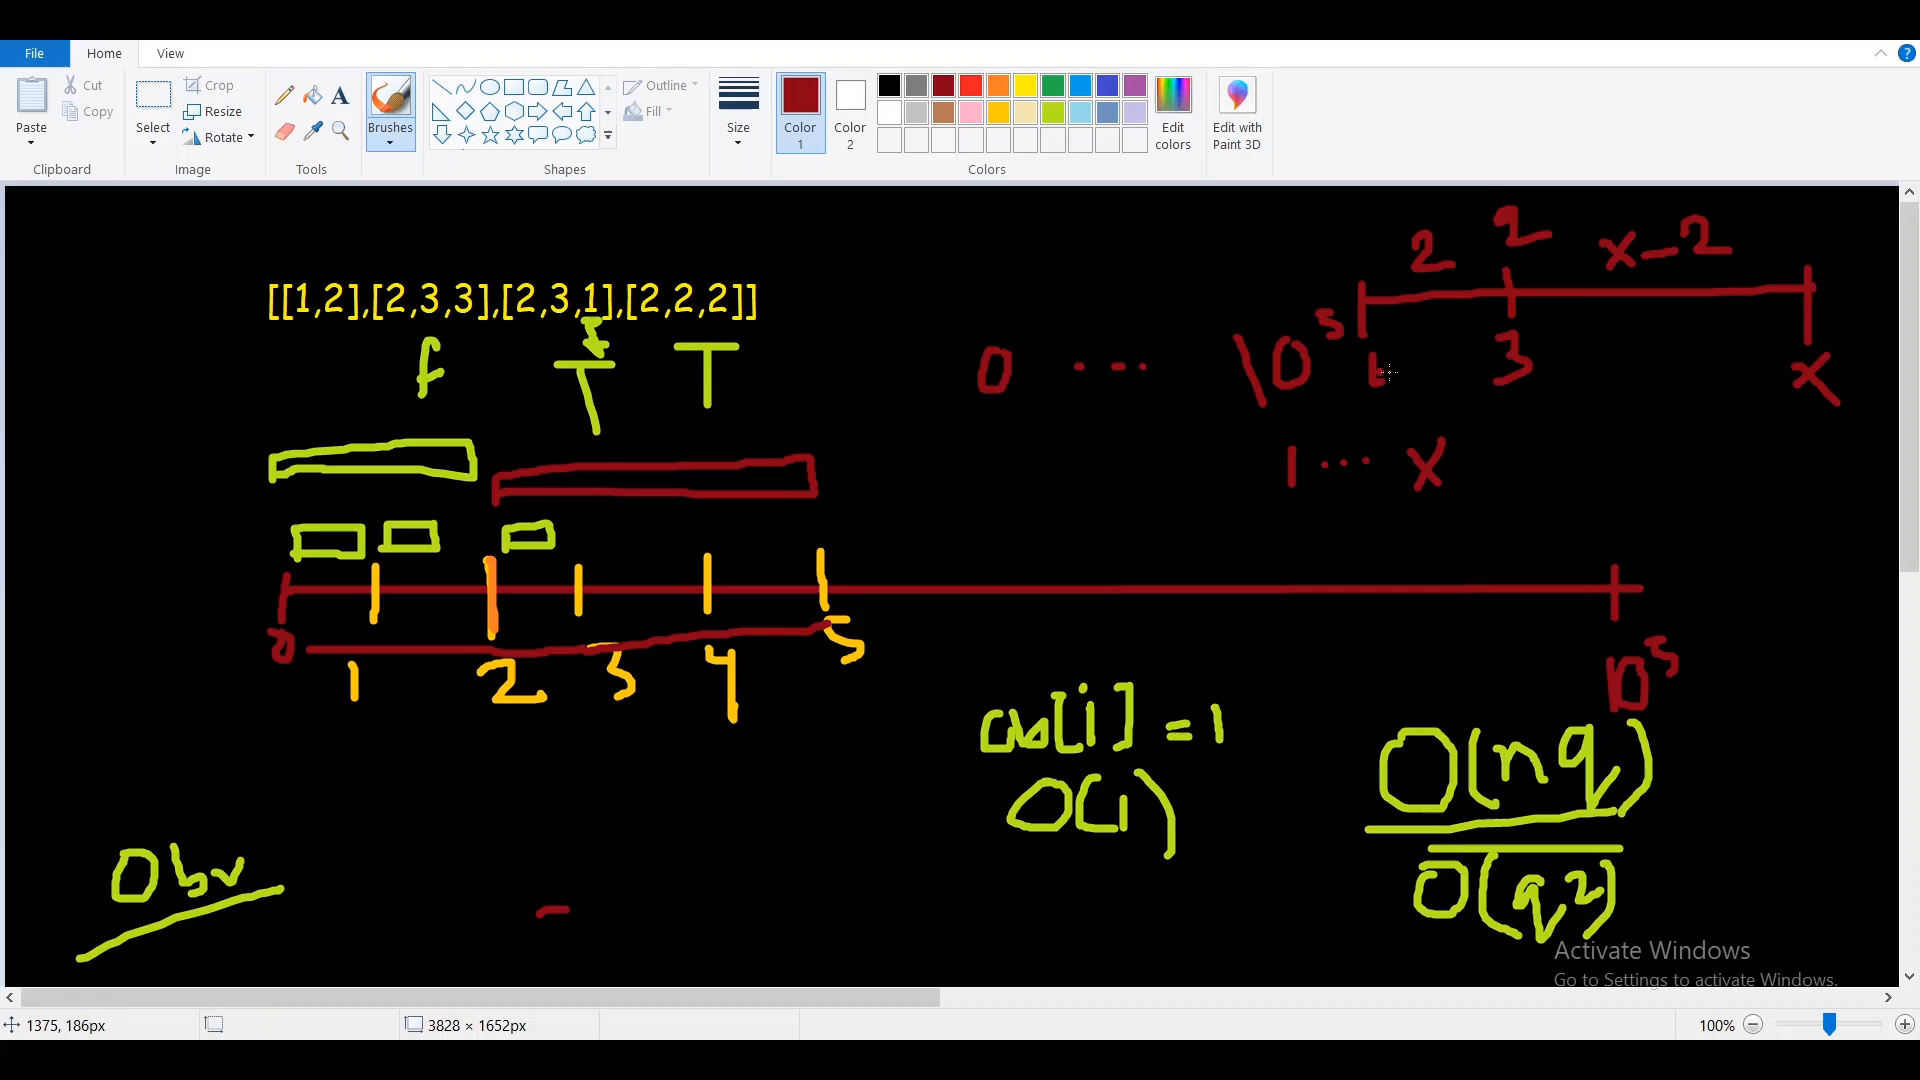 File Home View
Paste
Cut
Copy
Clipboard
Select
Crop
Resize
Rotate
Image
Tools
Brushes
Shapes
Outline
Fill
Size
Color 1
Color 2
Edit colors
Edit with Paint 3D
Colors
2 2 x-2
[[1,2],[2,3,3],[2,3,1],[2,2,2]]
f T T
0 ... 10^5
3 x
1 ... x
0 1 2 3 4 5 10^5
[i] = 1
O(1)
O(nq)
O(q2)
Obv
Activate Windows
Go to Settings to activate Windows.
1375, 186px
3828 × 1652px
100%